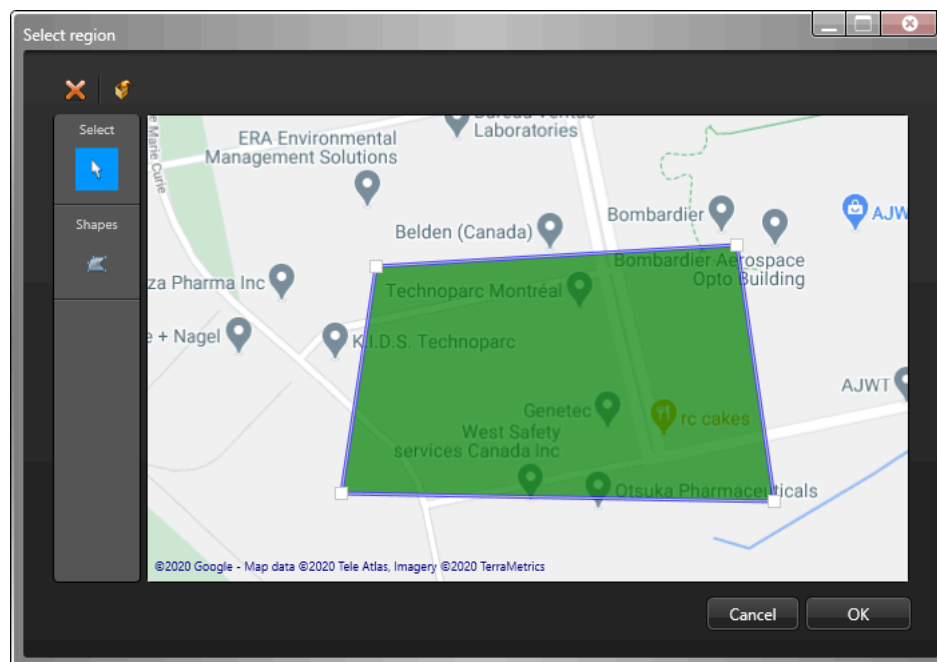 Select region
Select
Shapes
e Marie Curie
ERA Environmental
Management Solutions
Laboratories
Belden (Canada)
Bombardier
AJW
Bombardier Aerospace
Opto Building
za Pharma Inc
Technoparc Montréal
e + Nagel
K.I.D.S. Technoparc
AJWT
Genetec
rc cakes
West Safety
services Canada Inc
Otsuka Pharmaceuticals
©2020 Google - Map data ©2020 Tele Atlas, Imagery ©2020 TerraMetrics
Cancel
OK